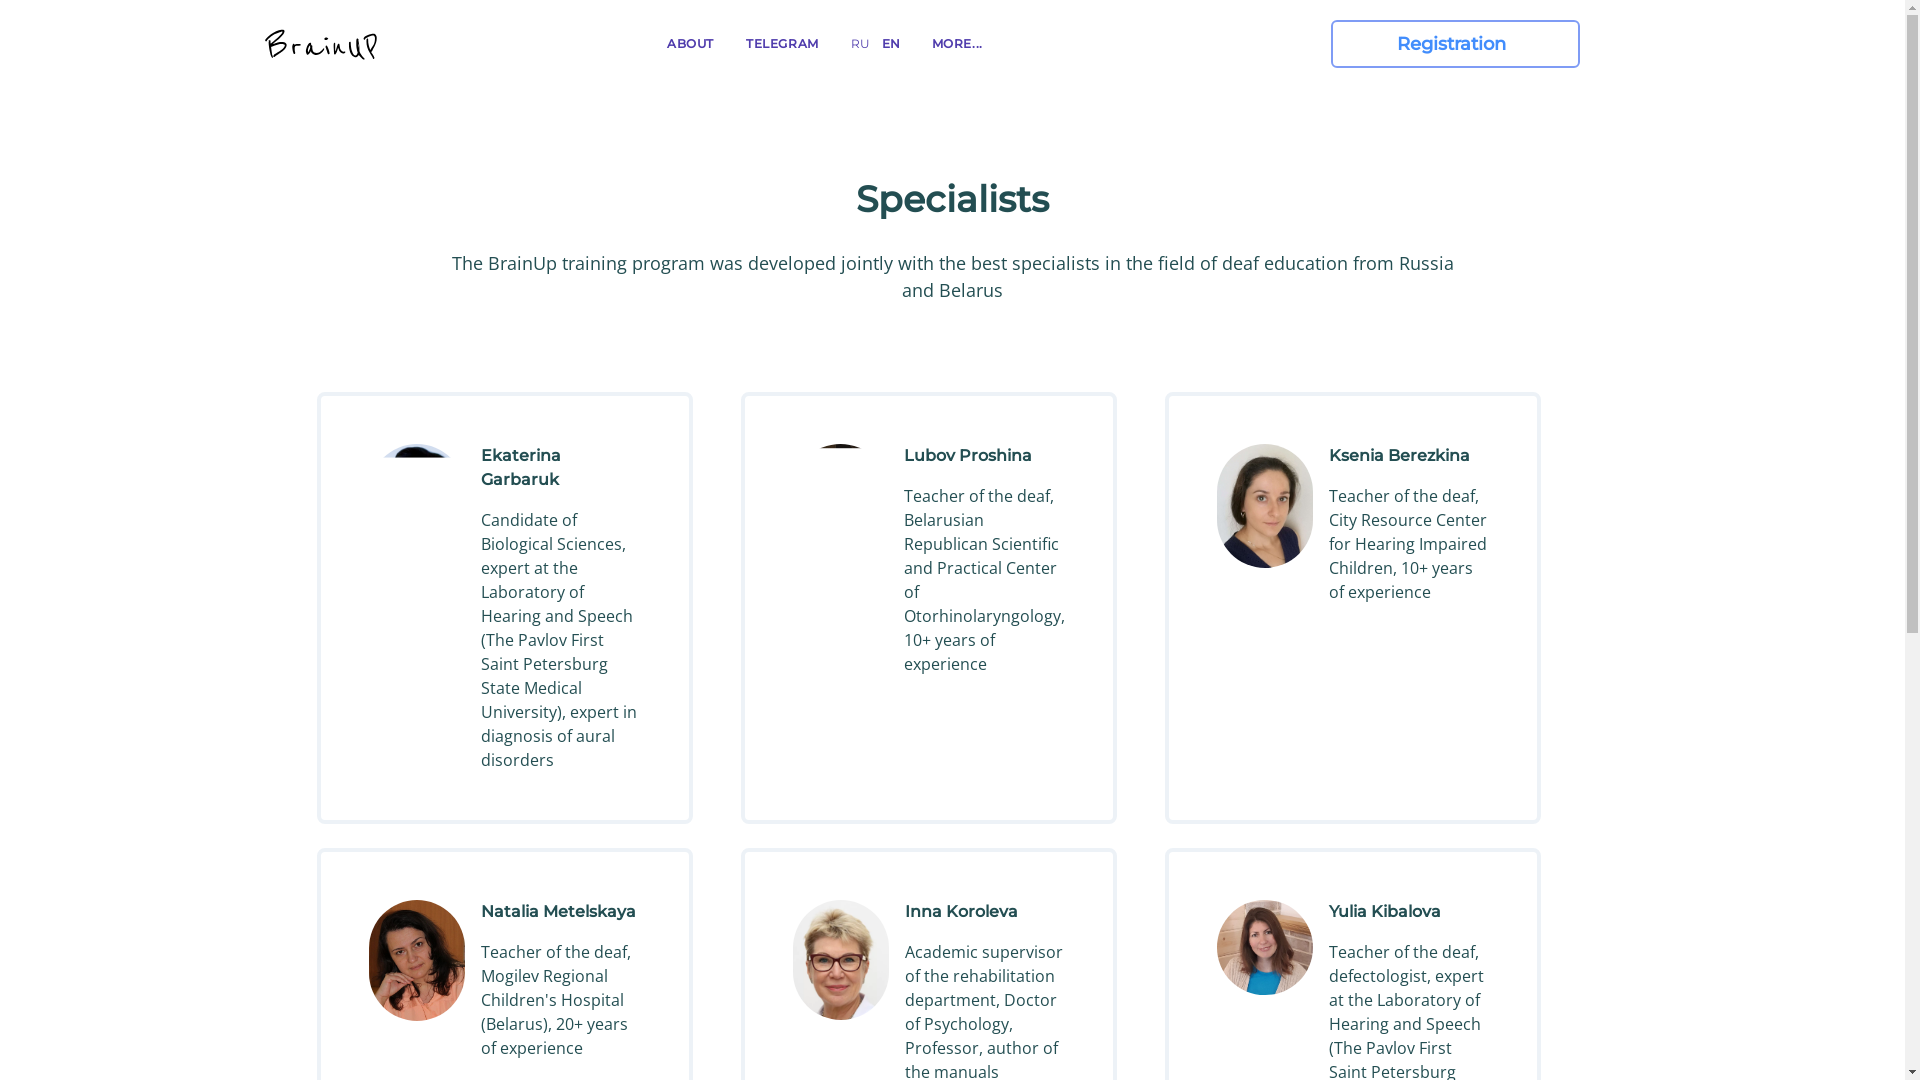 BrainUP
ABOUT
TELEGRAM
RU
EN
MORE...
Registration
Specialists
The BrainUp training program was developed jointly with the best specialists in the field of deaf education from Russia
and Belarus
Ekaterina
Garbaruk
Candidate of
Biological Sciences,
expert at the
Laboratory of
Hearing and Speech
(The Pavlov First
Saint Petersburg
State Medical
University), expert in
diagnosis of aural
disorders
Lubov Proshina
Teacher of the deaf,
Belarusian
Republican Scientific
and Practical Center
of
Otorhinolaryngology,
10+ years of
experience
Ksenia Berezkina
Teacher of the deaf,
City Resource Center
for Hearing Impaired
Children, 10+ years
of experience
Natalia Metelskaya
Teacher of the deaf,
Mogilev Regional
Children's Hospital
(Belarus), 20+ years
of experience
Inna Koroleva
Academic supervisor
of the rehabilitation
department, Doctor
of Psychology,
Professor, author of
the manuals
Yulia Kibalova
Teacher of the deaf,
defectologist, expert
at the Laboratory of
Hearing and Speech
(The Pavlov First
Saint Petersburg